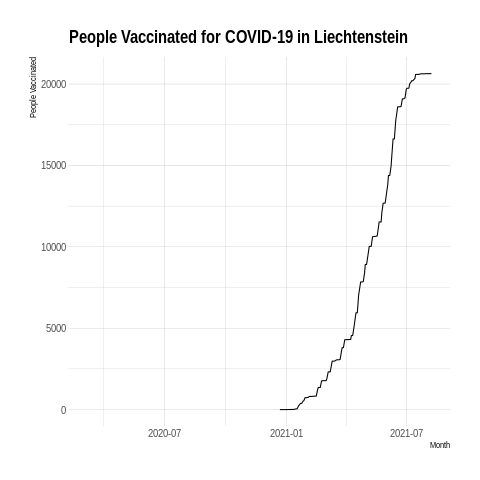 People Vaccinated for COVID-19 in Liechtenstein
People Vaccinated
20000
15000
10000
5000
0
2020-07
2021-01
2021-07
Month